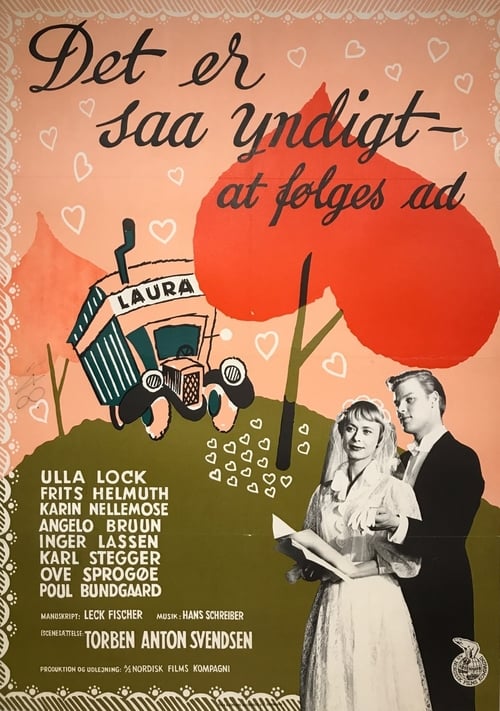 Det er
saa yndigt-
at følges ad
LAURA
ULLA LOCK
FRITS HELMUTH
KARIN NELLEMOSE
ANGELO BRUUN
INGER LASSEN
KARL STEGGER
OVE SPROGØE
POUL BUNDGAARD
MANUSKRIPT: LECK FISCHER MUSIK: HANS SCHREIBER
ISCENESÆTTELSE: TORBEN ANTON SVENDSEN
PRODUKTION OG UDLEJNING: A/S NORDISK FILMS KOMPAGNI